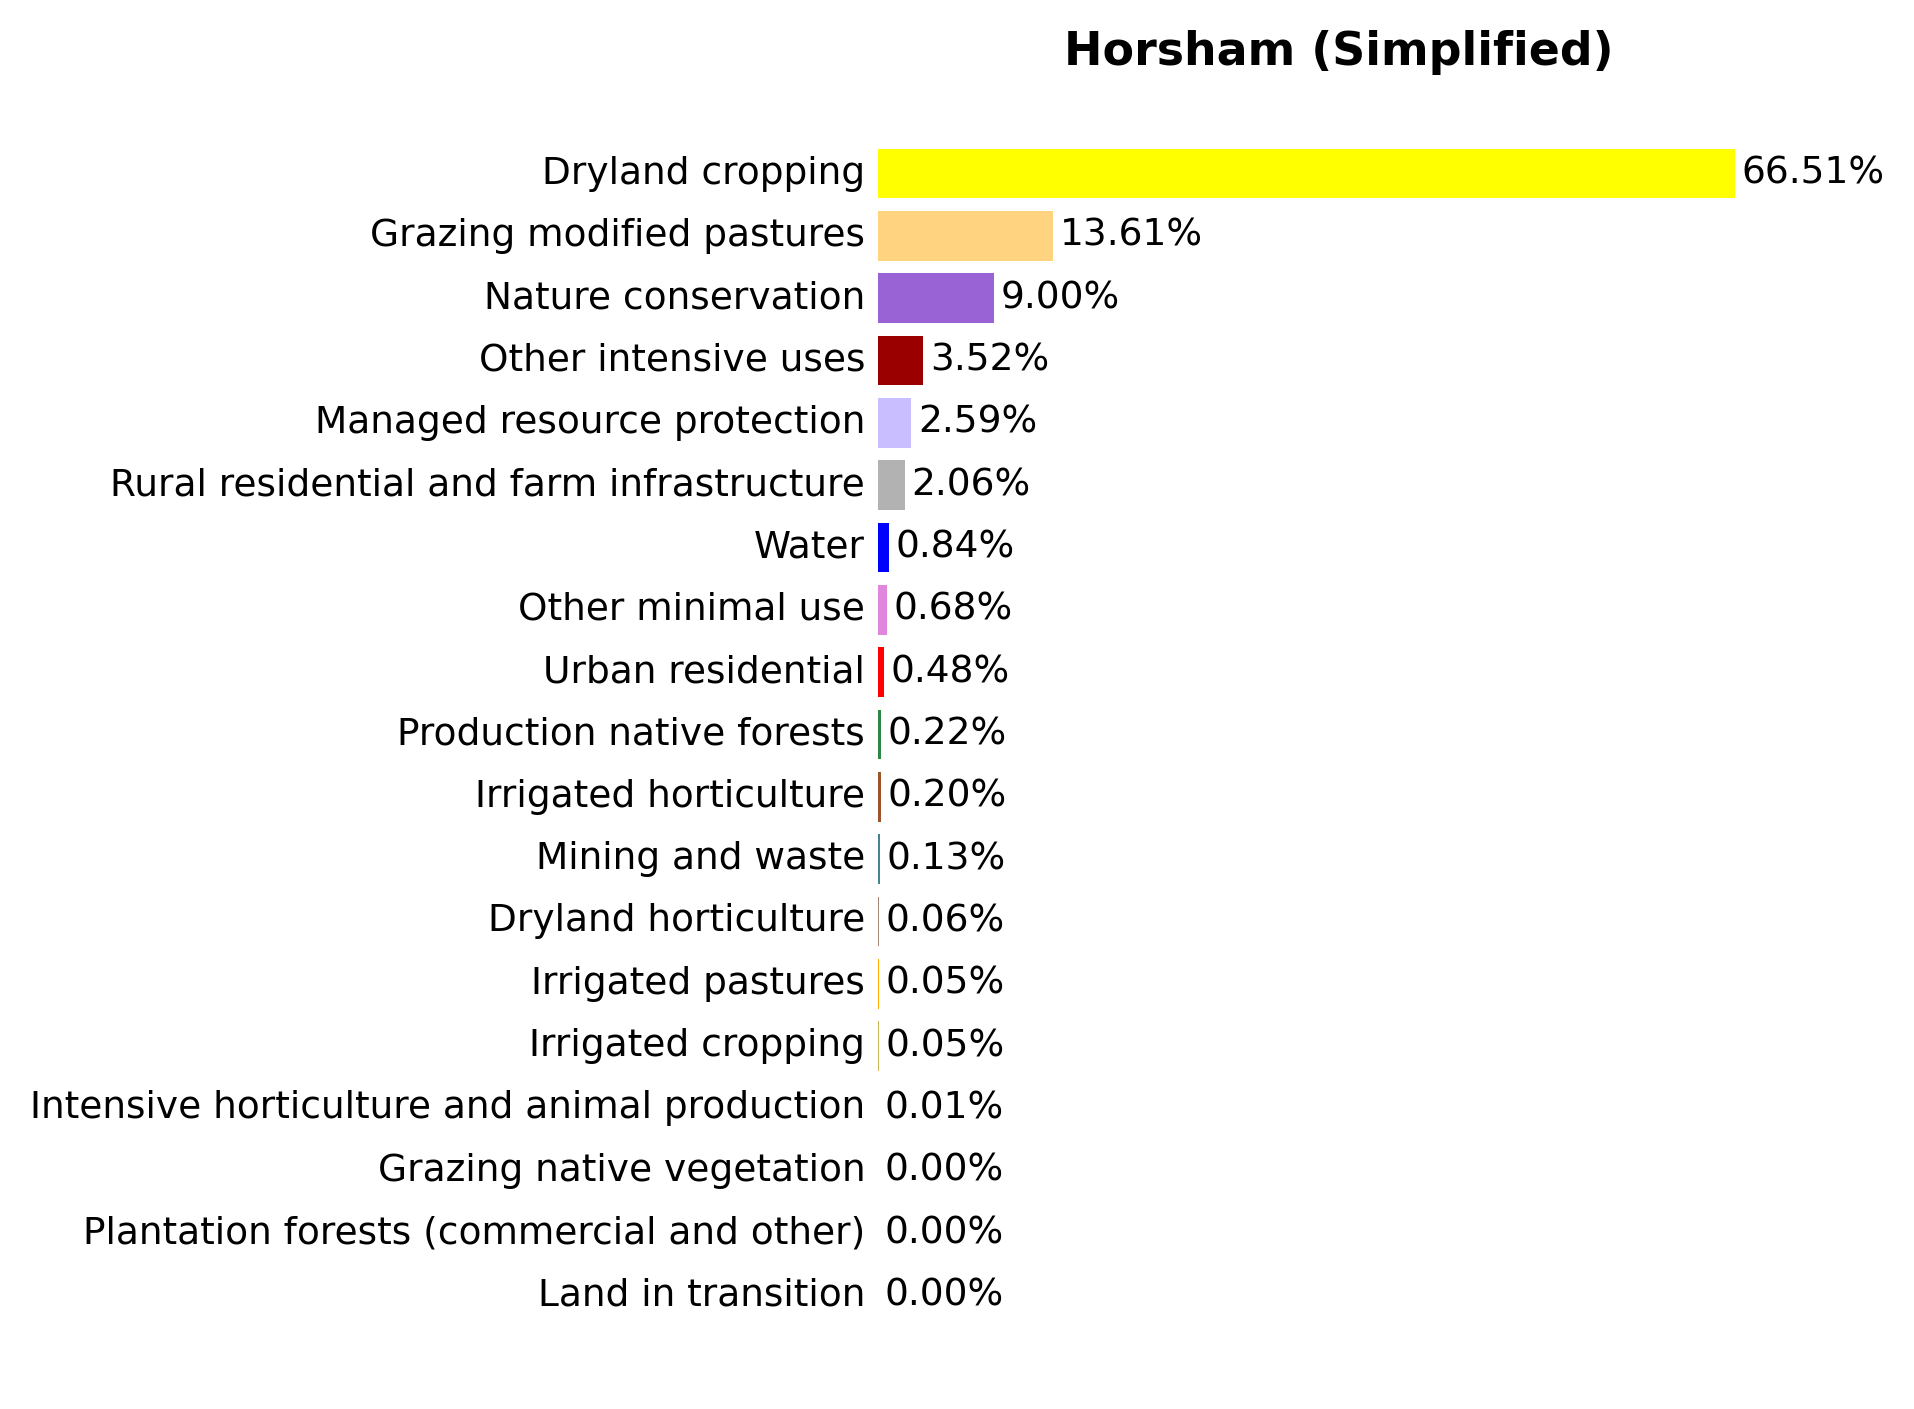 Horsham (Simplified)
Dryland cropping 66.51%
Grazing modified pastures 13.61%
Nature conservation 9.00%
Other intensive uses 3.52%
Managed resource protection 2.59%
Rural residential and farm infrastructure 2.06%
Water 0.84%
Other minimal use 0.68%
Urban residential 0.48%
Production native forests 0.22%
Irrigated horticulture 0.20%
Mining and waste 0.13%
Dryland horticulture 0.06%
Irrigated pastures 0.05%
Irrigated cropping 0.05%
Intensive horticulture and animal production 0.01%
Grazing native vegetation 0.00%
Plantation forests (commercial and other) 0.00%
Land in transition 0.00%